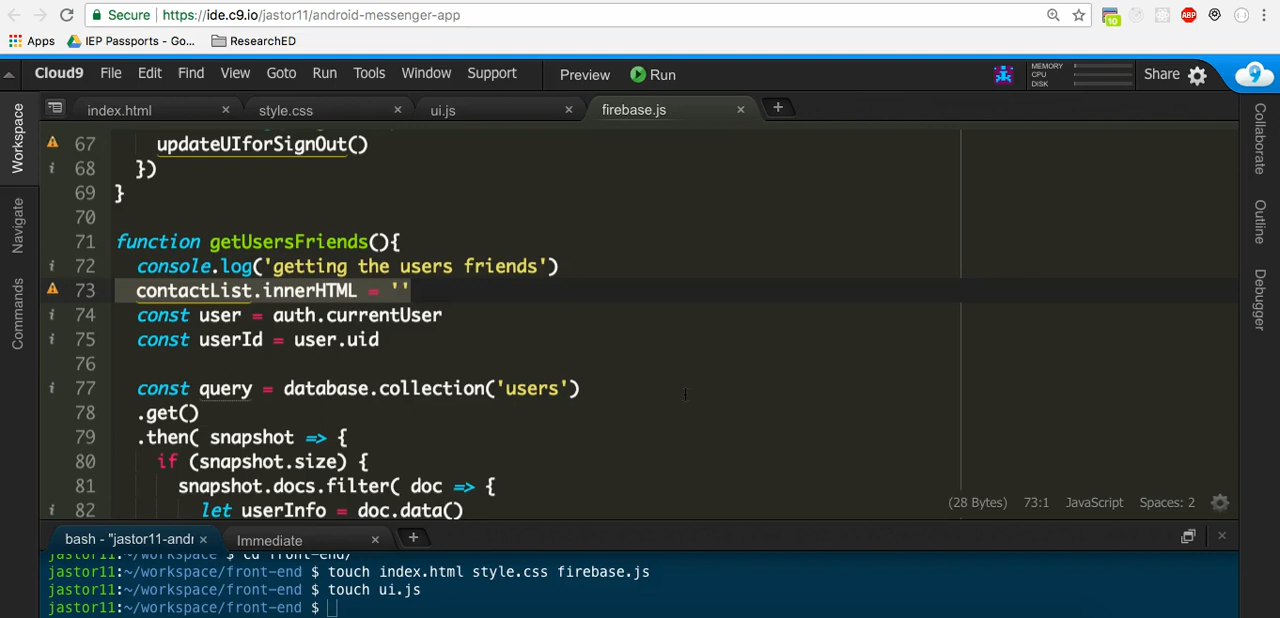 Secure https://ide.c9.io/jastor11/android-messenger-app
10 ABP
Apps IEP Passports - Go... ResearchED
Cloud9 File Edit Find View Goto Run Tools Window Support Preview Run MEMORY CPU DISK Share 9
index.html × style.css × ui.js × firebase.js × +
Workspace
Navigate
Commands
67 updateUIforSignOut()
68 })
69 }
70
71 function getUsersFriends(){
72 console.log('getting the users friends')
73 contactList.innerHTML = ''
74 const user = auth.currentUser
75 const userId = user.uid
76
77 const query = database.collection('users')
78 .get()
79 .then( snapshot => {
80 if (snapshot.size) {
81 snapshot.docs.filter( doc => {
82 let userInfo = doc.data()
(28 Bytes) 73:1 JavaScript Spaces: 2
Collaborate
Outline
Debugger
bash - "jastor11-andr × Immediate × +
jastor11:~/workspace $ cd front-end/
jastor11:~/workspace/front-end $ touch index.html style.css firebase.js
jastor11:~/workspace/front-end $ touch ui.js
jastor11:~/workspace/front-end $